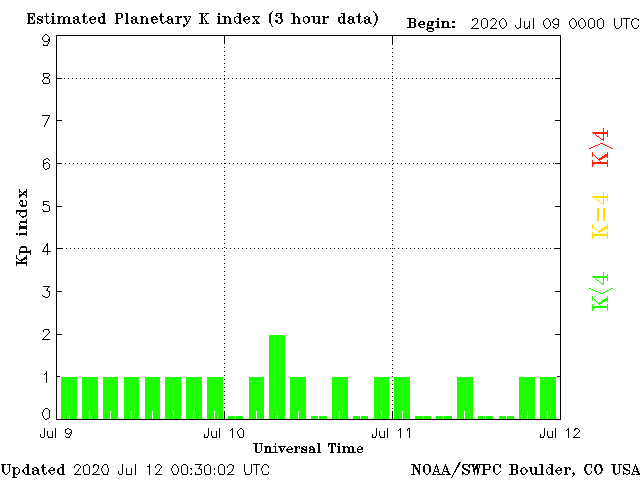 Estimated Planetary K index (3 hour data) Begin: 2020 Jul 09 0000 UTC
9
8
7
6
5
4
3
2
1
0
Kp index
K>4
K=4
K<4
Jul 9 Jul 10 Jul 11 Jul 12
Universal Time
Updated 2020 Jul 12 00:30:02 UTC NOAA/SWPC Boulder, CO USA